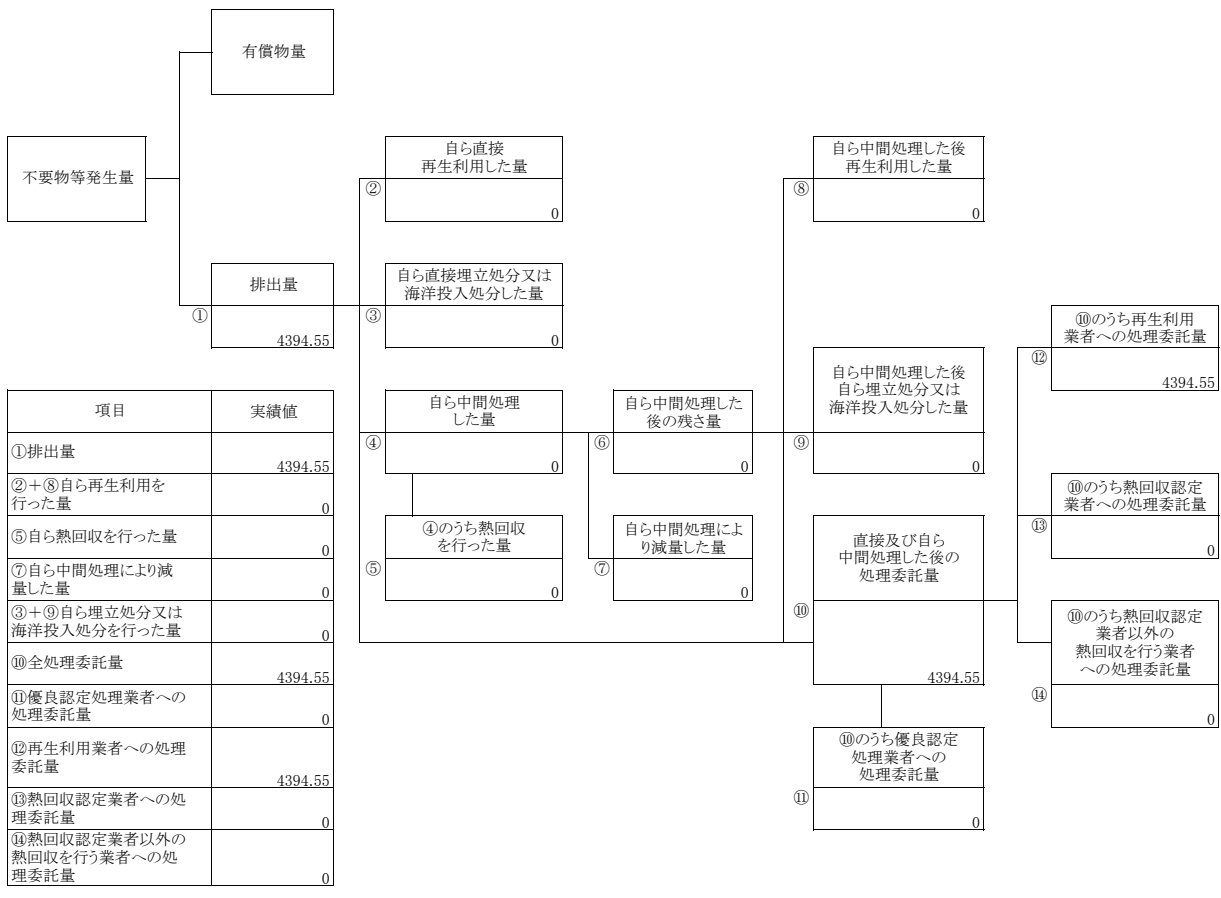 有償物量
不要物等発生量
自ら直接
再生利用した量
②
0
自ら中間処理した後
再生利用した量
⑧
0
排出量
①
4394.55
自ら直接埋立処分又は
海洋投入処分した量
③
0
自ら中間処理
した量
④
0
自ら中間処理した
後の残さ量
⑥
0
自ら中間処理した後
自ら埋立処分又は
海洋投入処分した量
⑨
0
⑩のうち再生利用
業者への処理委託量
⑫
4394.55
④のうち熱回収
を行った量
⑤
0
自ら中間処理によ
り減量した量
⑦
0
直接及び自ら
中間処理した後の
処理委託量
⑩
4394.55
⑩のうち熱回収認定
業者への処理委託量
⑬
0
⑩のうち熱回収認定
業者以外の
熱回収を行う業者
への処理委託量
⑭
0
⑩のうち優良認定
処理業者への
処理委託量
⑪
0
項目 実績値
①排出量
4394.55
②＋⑧自ら再生利用を
行った量
0
⑤自ら熱回収を行った量
0
⑦自ら中間処理により減
量した量
0
③＋⑨自ら埋立処分又は
海洋投入処分を行った量
0
⑩全処理委託量
4394.55
⑪優良認定処理業者への
処理委託量
0
⑫再生利用業者への処理
委託量
4394.55
⑬熱回収認定業者への処
理委託量
0
⑭熱回収認定業者以外の
熱回収を行う業者への処
理委託量
0